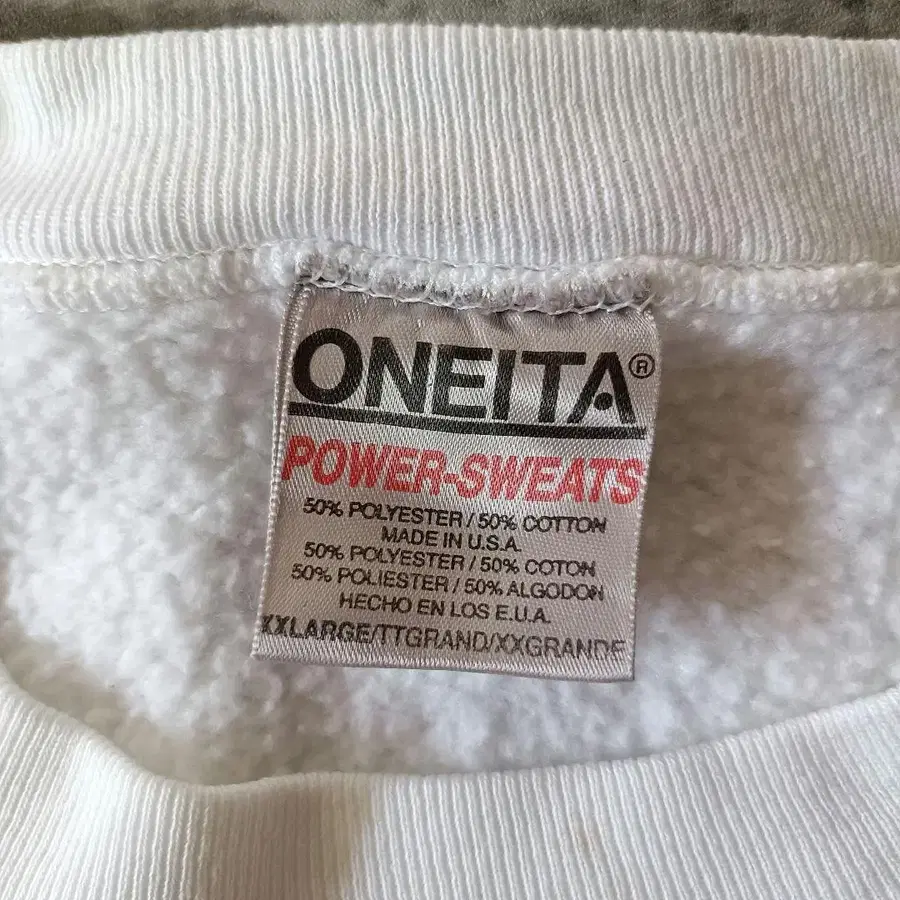 ONEITA®
POWER-SWEATS
50% POLYESTER / 50% COTTON
MADE IN U.S.A.
50% POLYESTER / 50% COTON
50% POLIESTER / 50% ALGODON
HECHO EN LOS E.U.A.
XXLARGE/TTGRAND/XXGRANDE